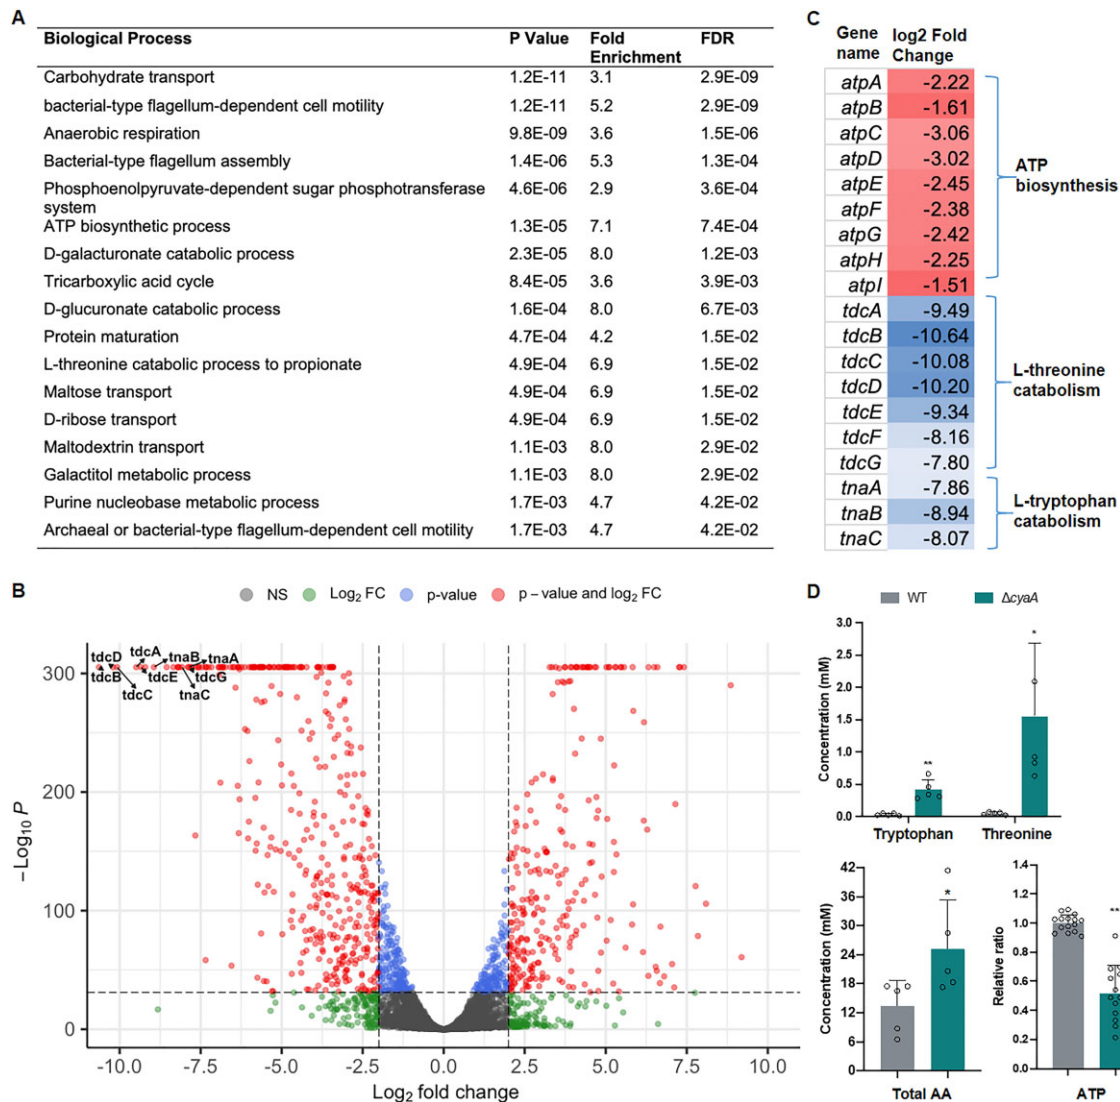 A
Biological Process P Value Fold Enrichment FDR
Carbohydrate transport 1.2E-11 3.1 2.9E-09
bacterial-type flagellum-dependent cell motility 1.2E-11 5.2 2.9E-09
Anaerobic respiration 9.8E-09 3.6 1.5E-06
Bacterial-type flagellum assembly 1.4E-06 5.3 1.3E-04
Phosphoenolpyruvate-dependent sugar phosphotransferase system 4.6E-06 2.9 3.6E-04
ATP biosynthetic process 1.3E-05 7.1 7.4E-04
D-galacturonate catabolic process 2.3E-05 8.0 1.2E-03
Tricarboxylic acid cycle 8.4E-05 3.6 3.9E-03
D-glucuronate catabolic process 1.6E-04 8.0 6.7E-03
Protein maturation 4.7E-04 4.2 1.5E-02
L-threonine catabolic process to propionate 4.9E-04 6.9 1.5E-02
Maltose transport 4.9E-04 6.9 1.5E-02
D-ribose transport 4.9E-04 6.9 1.5E-02
Maltodextrin transport 1.1E-03 8.0 2.9E-02
Galactitol metabolic process 1.1E-03 8.0 2.9E-02
Purine nucleobase metabolic process 1.7E-03 4.7 4.2E-02
Archaeal or bacterial-type flagellum-dependent cell motility 1.7E-03 4.7 4.2E-02
C
Gene name log2 Fold Change
atpA -2.22
atpB -1.61
atpC -3.06
atpD -3.02
atpE -2.45
atpF -2.38
atpG -2.42
atpH -2.25
atpI -1.51
tdcA -9.49
tdcB -10.64
tdcC -10.08
tdcD -10.20
tdcE -9.34
tdcF -8.16
tdcG -7.80
tnaA -7.86
tnaB -8.94
tnaC -8.07
ATP biosynthesis
L-threonine catabolism
L-tryptophan catabolism
B
NS Log2 FC p-value p – value and log2 FC
tdcD tdcA tnaB tnaA
tdcB tdcE tdcG
tdcC tnaC
300
200
100
0
– Log10 P
-10.0 -7.5 -5.0 -2.5 0.0 2.5 5.0 7.5 10.0
Log2 fold change
D
WT ΔcyaA
Concentration (mM)
3.0
2.5
2.0
1.5
1.0
0.5
0.0
** *
Tryptophan Threonine
Concentration (mM)
42
36
30
24
18
12
6
0
*
Total AA
Relative ratio
1.4
1.2
1.0
0.8
0.6
0.4
0.2
0.0
ATP